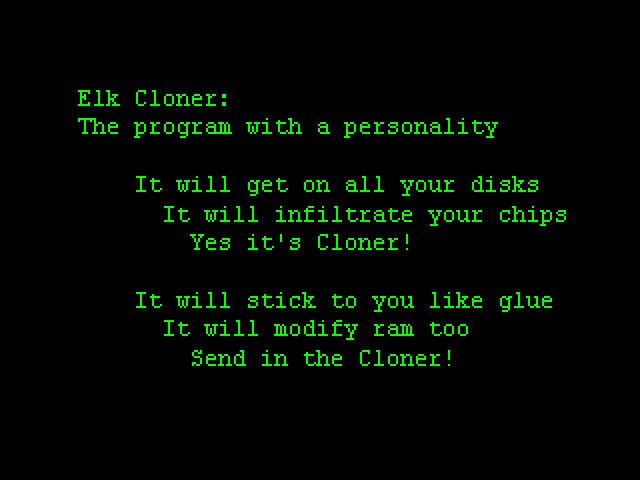 Elk Cloner:
The program with a personality
It will get on all your disks
It will infiltrate your chips
Yes it's Cloner!
It will stick to you like glue
It will modify ram too
Send in the Cloner!